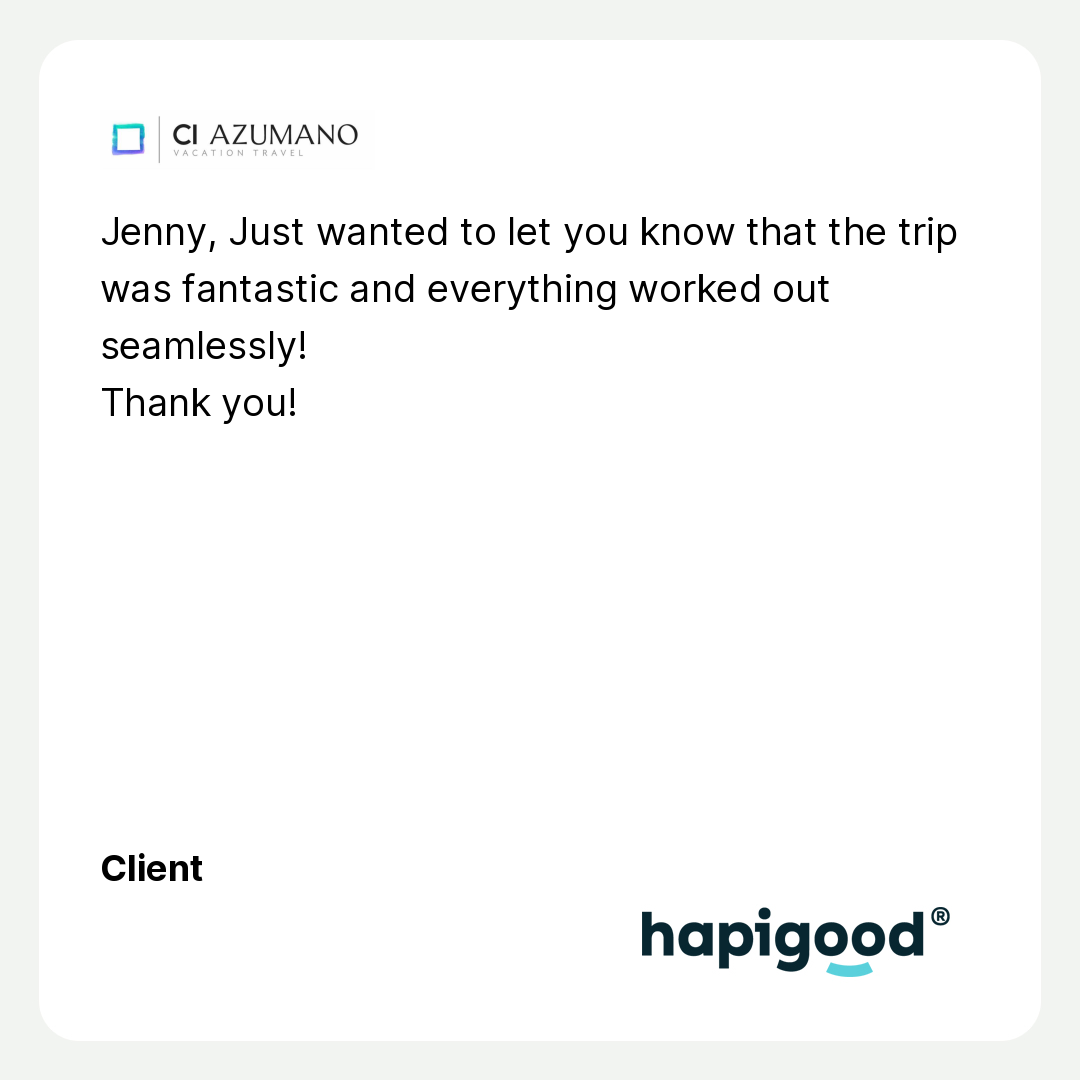 CI AZUMANO
VACATION TRAVEL
Jenny, Just wanted to let you know that the trip
was fantastic and everything worked out
seamlessly!
Thank you!
Client
hapigood®